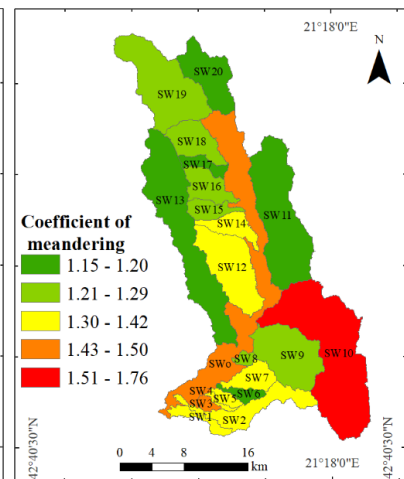 21°18'0"E
N
SW20
SW19
SW18
SW17
SW16
SW13
SW15
SW11
SW14
Coefficient of
meandering
1.15 - 1.20
1.21 - 1.29
1.30 - 1.42
1.43 - 1.50
1.51 - 1.76
SW12
SW10
SW9
SW8
SWo
SW7
SW4
SW6
SW5
SW3
SW1
SW2
0 4 8 16
km
21°18'0"E
42°40'30"N
42°40'30"N